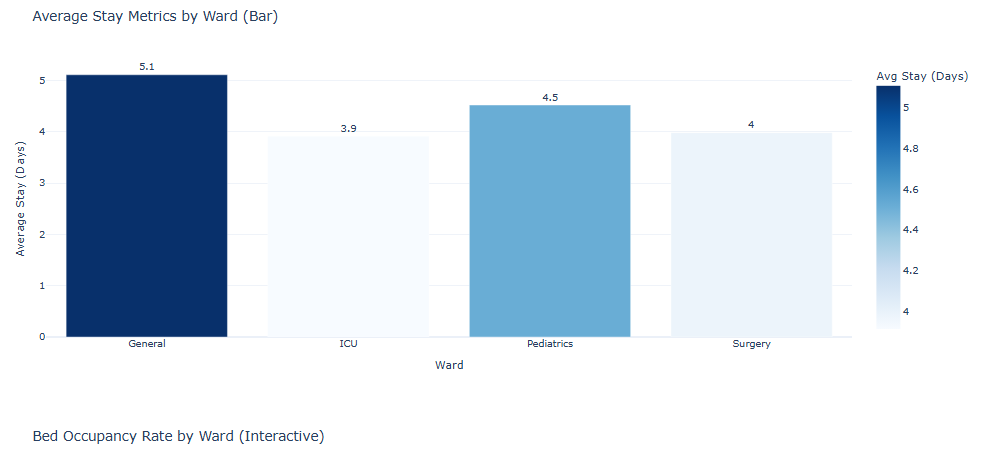 Average Stay Metrics by Ward (Bar)
Avg Stay (Days)
5.1
3.9
4.5
4
5
4.8
4.6
4.4
4.2
4
Average Stay (Days)
5
4
3
2
1
0
General
ICU
Pediatrics
Surgery
Ward
Bed Occupancy Rate by Ward (Interactive)